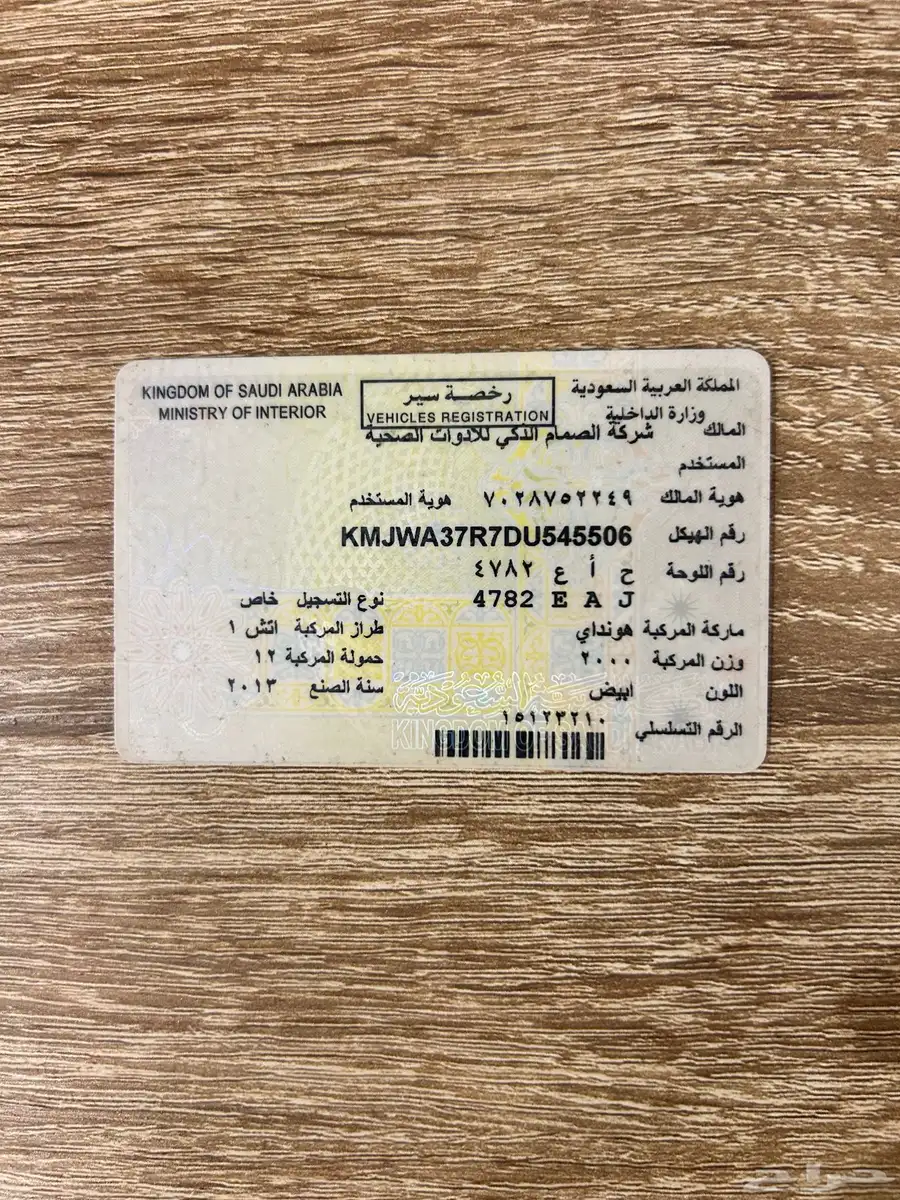 KINGDOM OF SAUDI ARABIA
MINISTRY OF INTERIOR
رخصة سير
VEHICLES REGISTRATION
المملكة العربية السعودية
وزارة الداخلية
المالك شركة الصمام الذكي للادوات الصحية
المستخدم
هوية المالك ٧٠٢٨٧٥٢٢٤٩ هوية المستخدم
رقم الهيكل KMJWA37R7DU545506
رقم اللوحة ح أ ع ٤٧٨٢
4782 E A J نوع التسجيل خاص
ماركة المركبة هونداي طراز المركبة اتش ١
وزن المركبة ٢٠٠٠ حمولة المركبة ١٢
اللون ابيض سنة الصنع ٢٠١٣
الرقم التسلسلي ١٥١٢٣٢١٠
KINGDOM
حراج